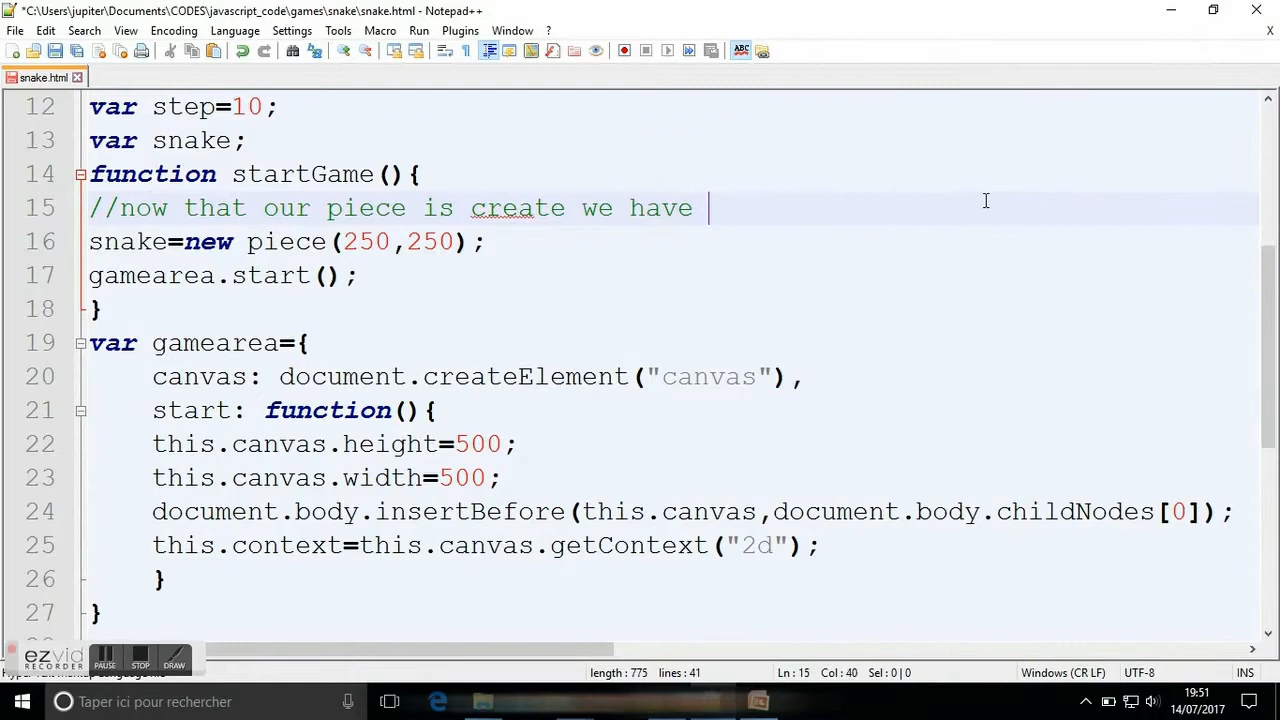 *C:\Users\jupiter\Documents\CODES\javascript_code\games\snake\snake.html - Notepad++
File Edit Search View Encoding Language Settings Tools Macro Run Plugins Window ?
X
snake.html
12 var step=10;
13 var snake;
14 function startGame(){
15 //now that our piece is create we have
16 snake=new piece(250,250);
17 gamearea.start();
18 }
19 var gamearea={
20 canvas: document.createElement("canvas"),
21 start: function(){
22 this.canvas.height=500;
23 this.canvas.width=500;
24 document.body.insertBefore(this.canvas,document.body.childNodes[0]);
25 this.context=this.canvas.getContext("2d");
26 }
27 }
ezvid
RECORDER
PAUSE STOP DRAW
length : 775 lines : 41 Ln : 15 Col : 40 Sel : 0 | 0 Windows (CR LF) UTF-8 INS
Taper ici pour rechercher
19:51
14/07/2017